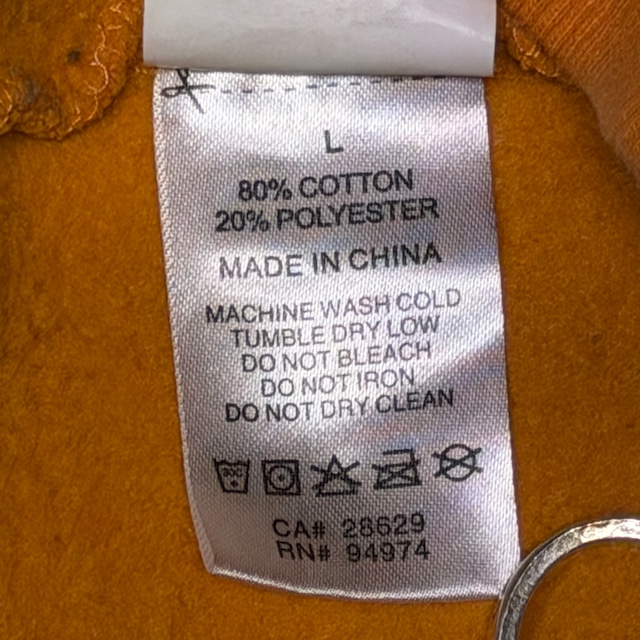 L
80% COTTON
20% POLYESTER
MADE IN CHINA
MACHINE WASH COLD
TUMBLE DRY LOW
DO NOT BLEACH
DO NOT IRON
DO NOT DRY CLEAN
CA# 28629
RN# 94974